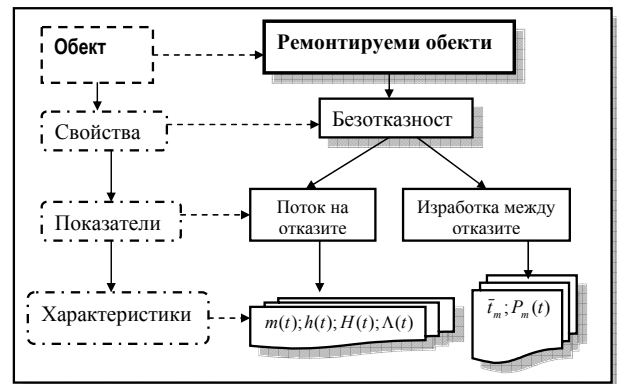 Обект
Ремонтируеми обекти
Свойства
Безотказност
Показатели
Поток на
отказите
Изработка между
отказите
Характеристики
m(t); h(t); H(t); Λ(t)
t̄ₘ; Pₘ(t)